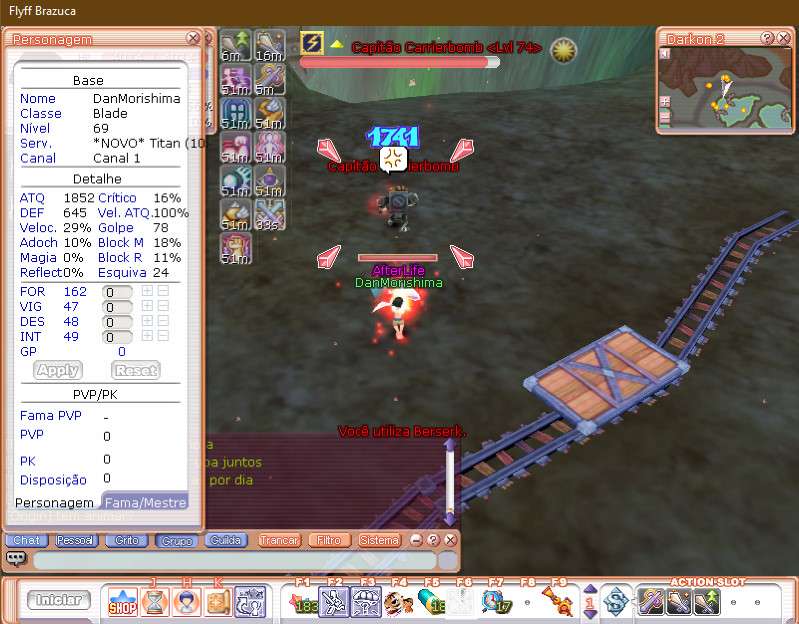 Flyff Brazuca
Personagem
Base
Nome DanMorishima
Classe Blade
Nível 69
Serv. *NOVO* Titan (10
Canal Canal 1
Detalhe
ATQ 1852 Crítico 16%
DEF 645 Vel. ATQ. 100%
Veloc. 29% Golpe 78
Adoch 10% Block M 18%
Magia 0% Block R 11%
Reflect 0% Esquiva 24
FOR 162 0
VIG 47 0
DES 48 0
INT 49 0
GP 0
Apply Reset
PVP/PK
Fama PVP -
PVP 0
PK 0
Disposição 0
Personagem Fama/Mestre
6m 16m
51m 5m
51m 51m
51m 51m
51m 51m
51m 33s
51m
Capitão Carrierbomb <Lvl 74>
Darkon 2
1741
Capitão Carrierbomb
AfterLife
DanMorishima
Você utiliza Berserk.
a
pa juntos
por dia
Chat Pessoal Grito Grupo Guilda Trancar Filtro Sistema
Iniciar
SHOP
J H K
F1 F2 F3 F4 F5 F6 F7 F8 F9
183 18 17
1
ACTION SLOT